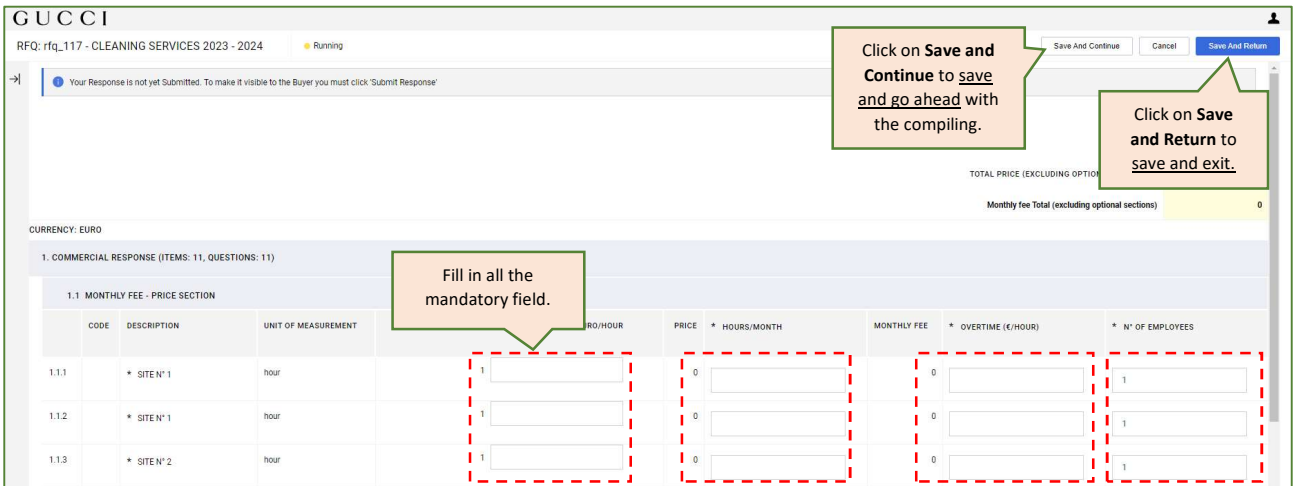 GUCCI
RFQ: rfq_117 - CLEANING SERVICES 2023 - 2024
Running
Save And Continue
Cancel
Save And Return
Your Response is not yet Submitted. To make it visible to the Buyer you must click 'Submit Response'
Click on Save and
Continue to save
and go ahead with
the compiling.
Click on Save
and Return to
save and exit.
TOTAL PRICE (EXCLUDING
Monthly fee Total (excluding optional sections)
0
CURRENCY: EURO
1. COMMERCIAL RESPONSE (ITEMS: 11, QUESTIONS: 11)
Fill in all the
mandatory field.
1.1 MONTHLY FEE - PRICE SECTION
CODE DESCRIPTION UNIT OF MEASUREMENT /HOUR PRICE * HOURS/MONTH MONTHLY FEE * OVERTIME (€/HOUR) * N° OF EMPLOYEES
1.1.1 * SITE N° 1 hour 1 0 0 1
1.1.2 * SITE N° 1 hour 1 0 0 1
1.1.3 * SITE N° 2 hour 1 0 0 1